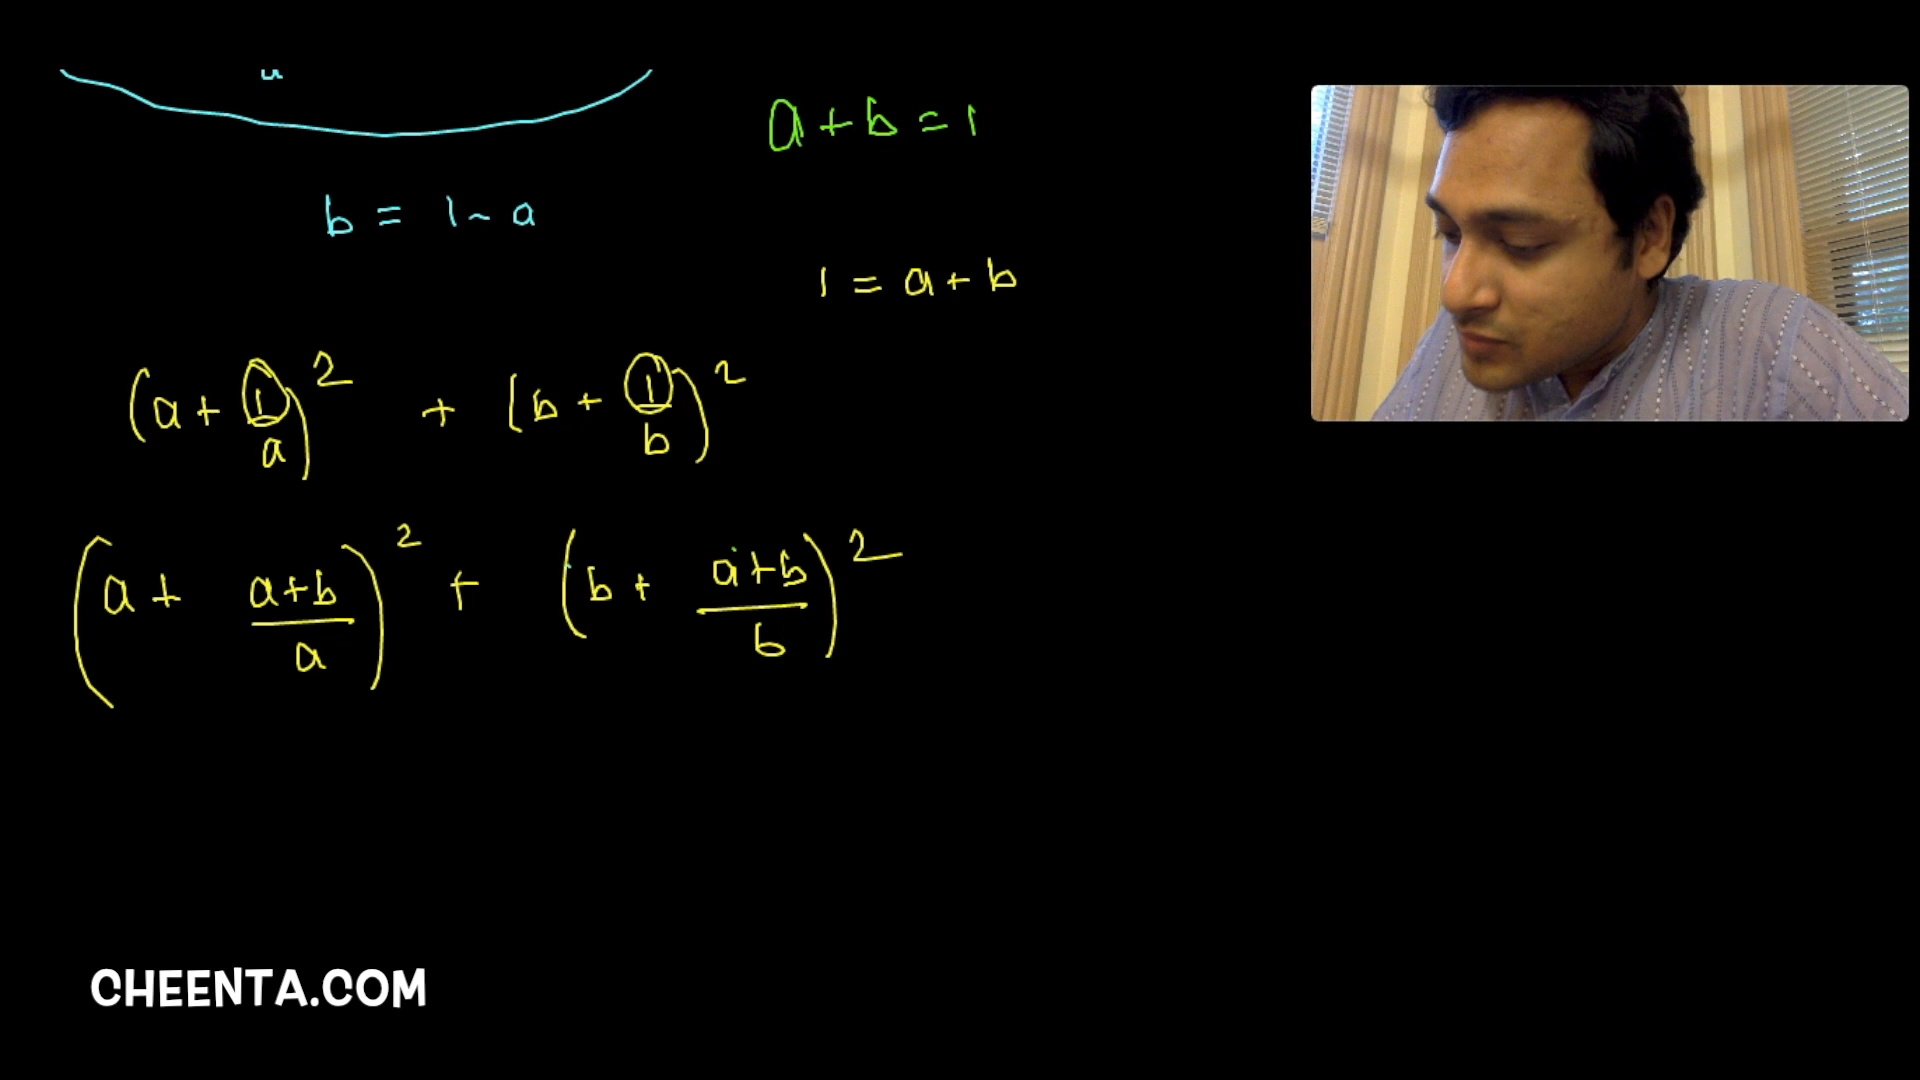 a + b = 1
b = 1 - a
1 = a + b
(a + 1/a)² + (b + 1/b)²
(a + (a+b)/a)² + (b + (a+b)/b)²
CHEENTA.COM